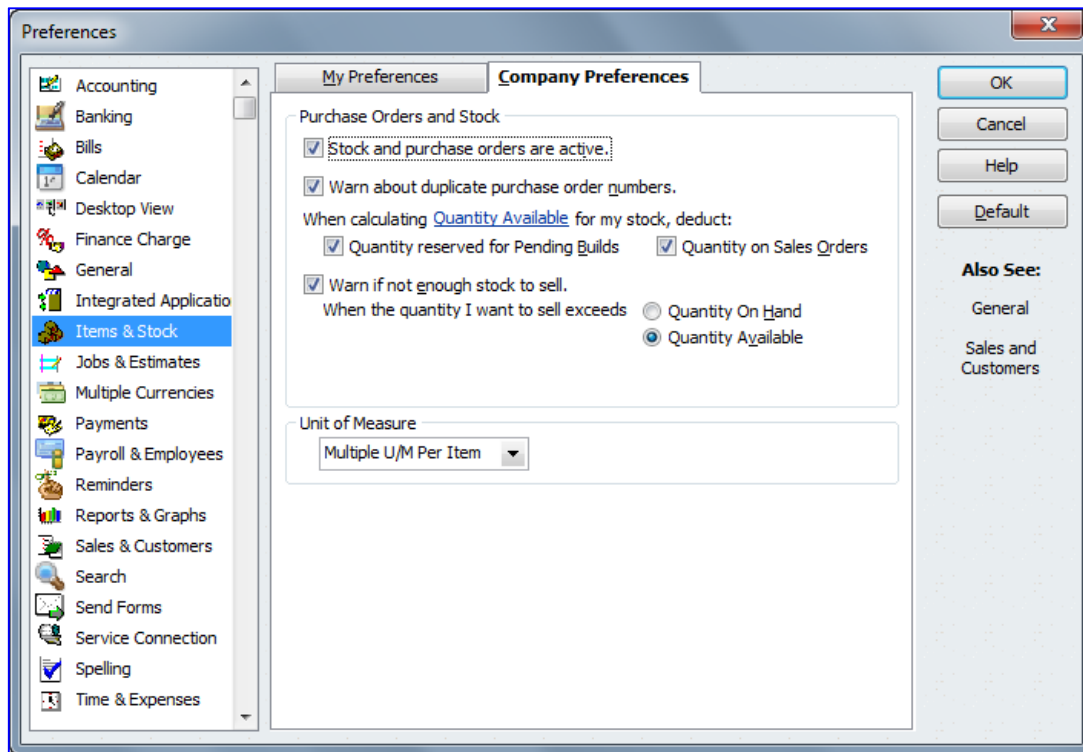 Preferences
Accounting
Banking
Bills
Calendar
Desktop View
Finance Charge
General
Integrated Applicatio
Items & Stock
Jobs & Estimates
Multiple Currencies
Payments
Payroll & Employees
Reminders
Reports & Graphs
Sales & Customers
Search
Send Forms
Service Connection
Spelling
Time & Expenses
My Preferences
Company Preferences
Purchase Orders and Stock
Stock and purchase orders are active.
Warn about duplicate purchase order numbers.
When calculating Quantity Available for my stock, deduct:
Quantity reserved for Pending Builds Quantity on Sales Orders
Warn if not enough stock to sell.
When the quantity I want to sell exceeds Quantity On Hand
Quantity Available
Unit of Measure
Multiple U/M Per Item
OK
Cancel
Help
Default
Also See:
General
Sales and
Customers